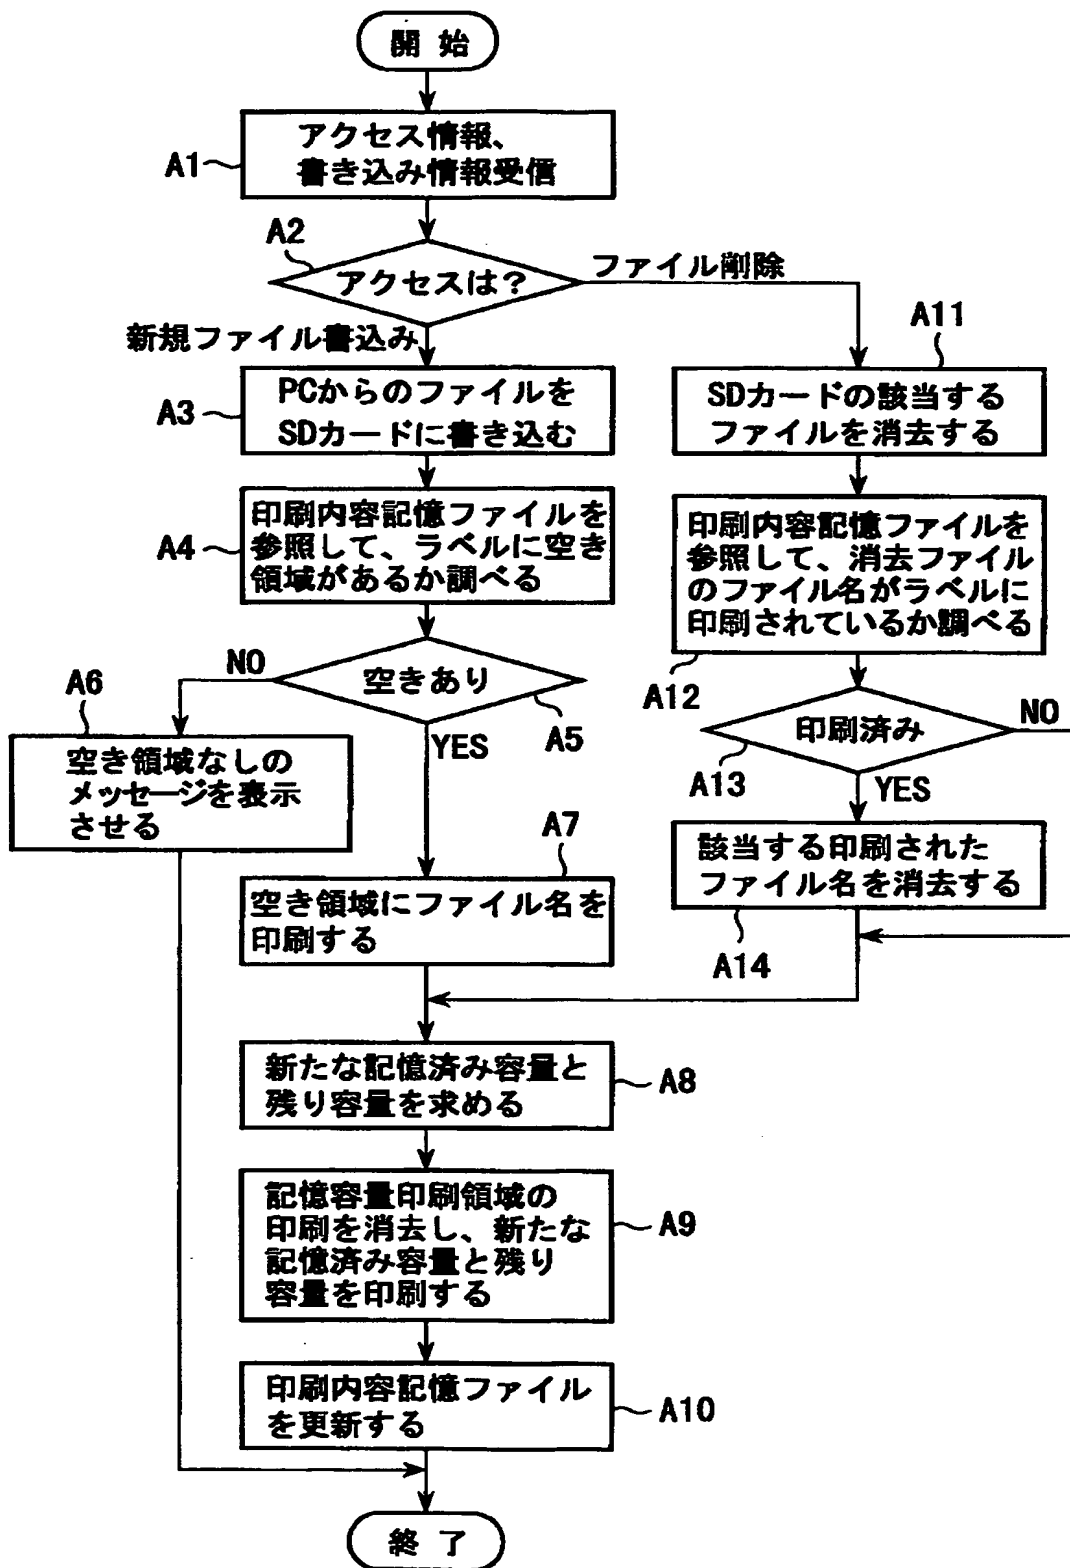 開始
アクセス情報、
書き込み情報受信
A1
A2
アクセスは？
ファイル削除
新規ファイル書込み
A11
PCからのファイルを
SDカードに書き込む
A3
SDカードの該当する
ファイルを消去する
印刷内容記憶ファイルを
参照して、ラベルに空き
領域があるか調べる
A4
印刷内容記憶ファイルを
参照して、消去ファイル
のファイル名がラベルに
印刷されているか調べる
A12
空きあり
NO
A5
YES
A6
空き領域なしの
メッセージを表示
させる
印刷済み
NO
A13
YES
A7
空き領域にファイル名を
印刷する
該当する印刷された
ファイル名を消去する
A14
新たな記憶済み容量と
残り容量を求める
A8
記憶容量印刷領域の
印刷を消去し、新たな
記憶済み容量と残り
容量を印刷する
A9
印刷内容記憶ファイル
を更新する
A10
終了